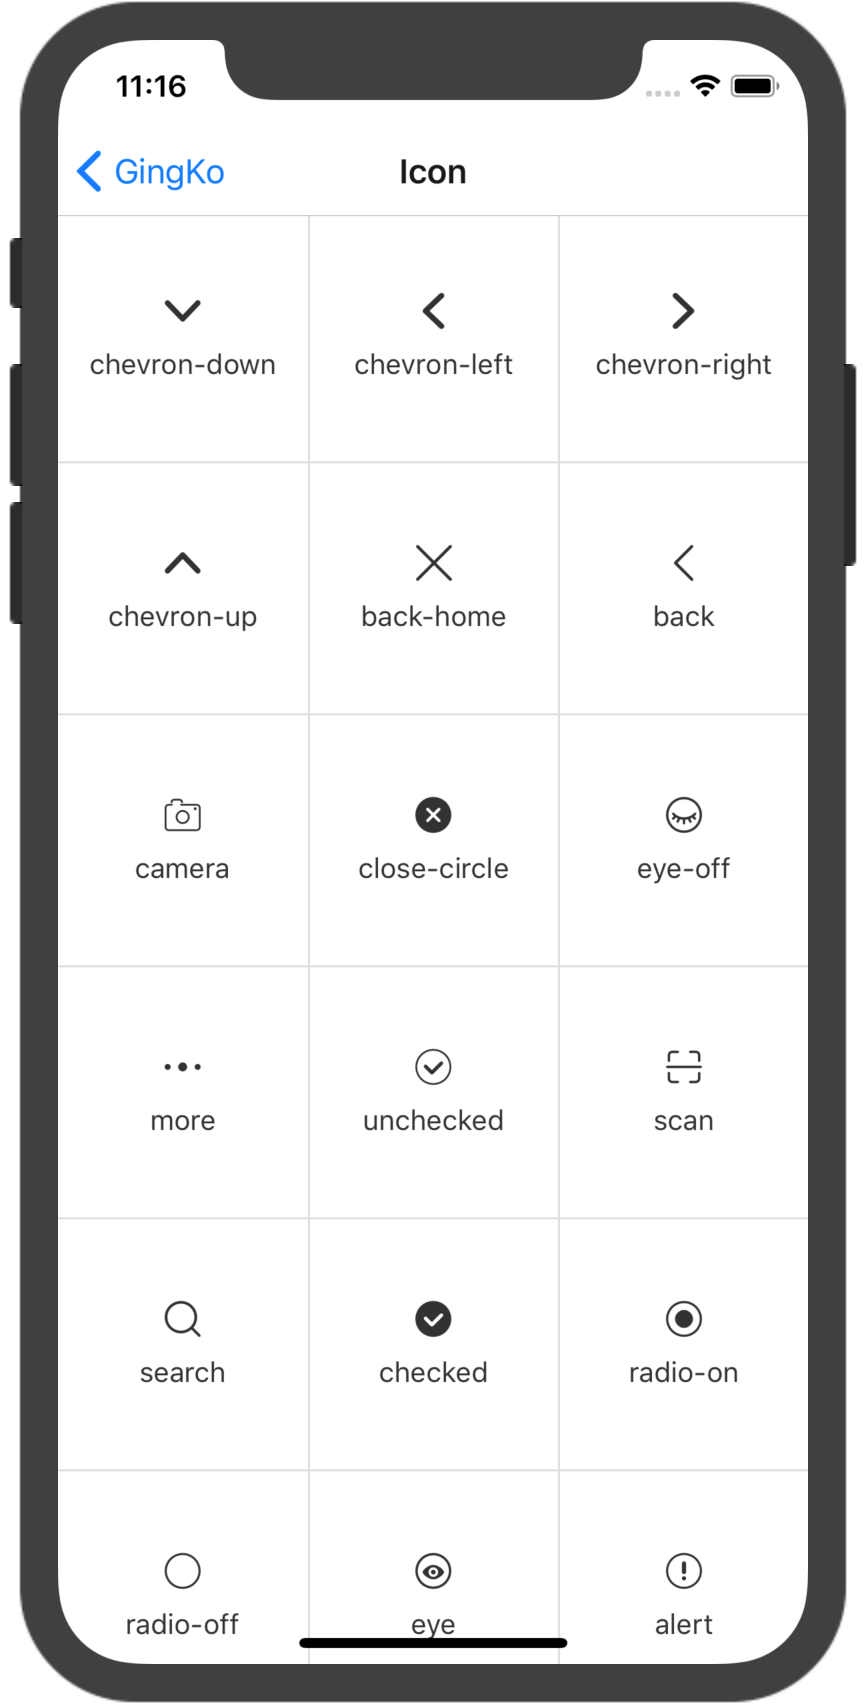 11:16
GingKo Icon
chevron-down chevron-left chevron-right
chevron-up back-home back
camera close-circle eye-off
more unchecked scan
search checked radio-on
radio-off eye alert